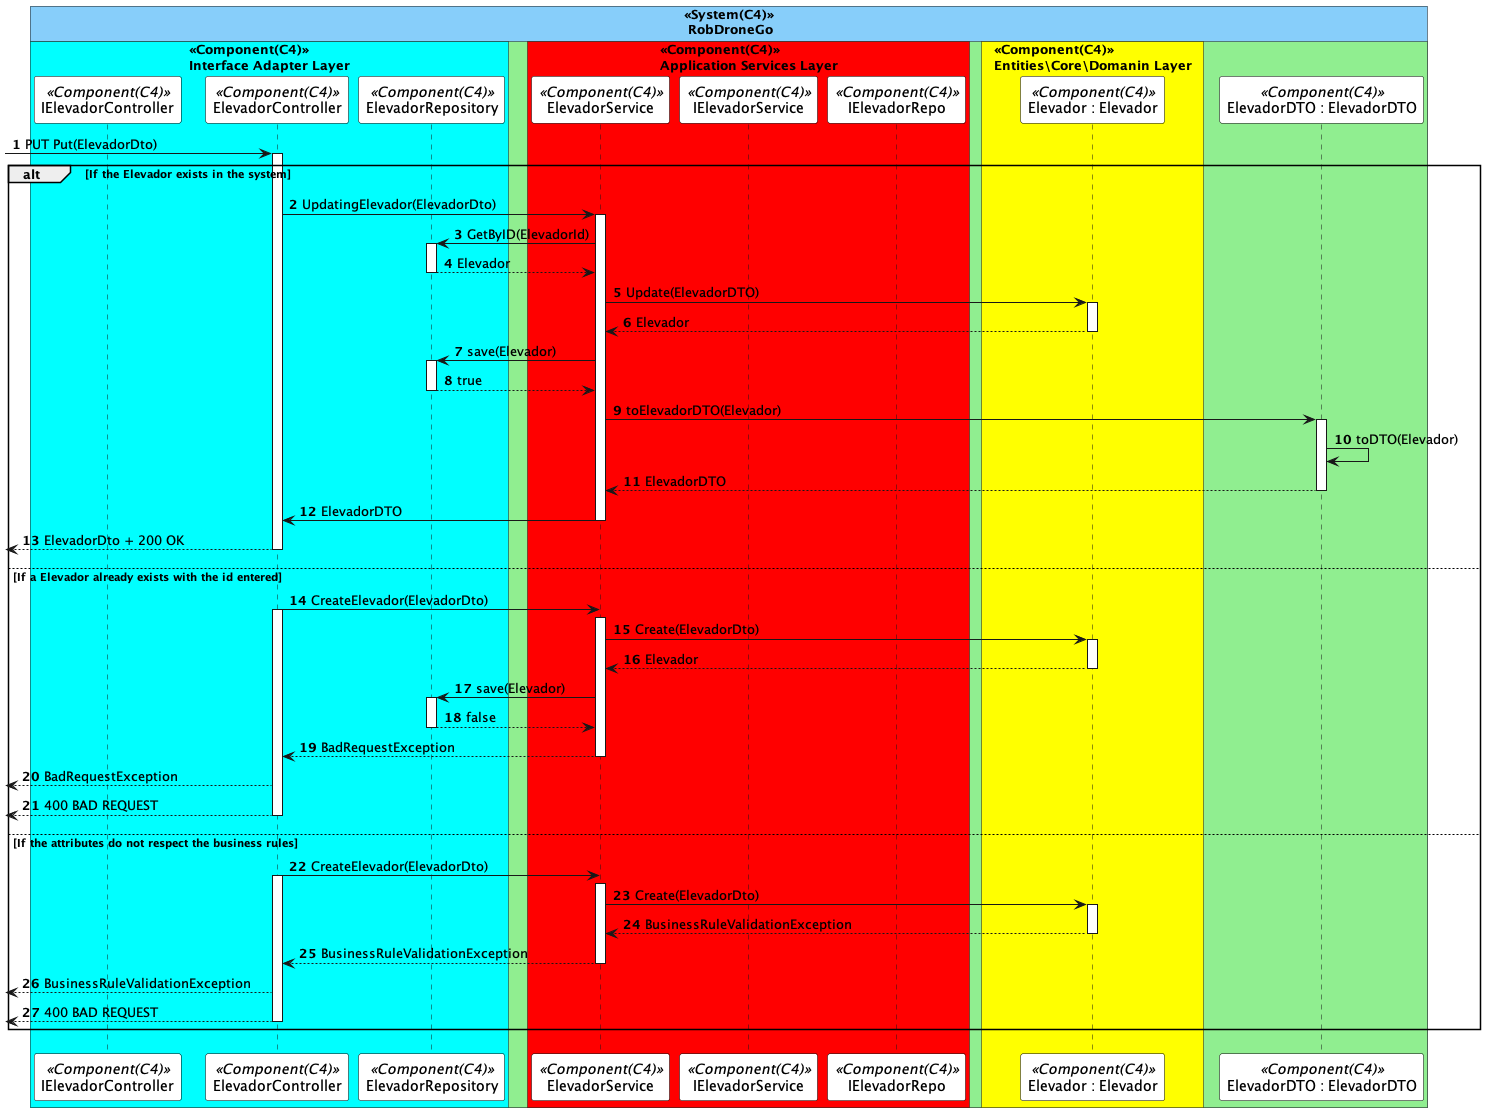 «System(C4)»
RobDroneGo
«Component(C4)»
Interface Adapter Layer
«Component(C4)»
Application Services Layer
«Component(C4)»
Entities\Core\Domanin Layer
«Component(C4)»
IElevadorController
«Component(C4)»
ElevadorController
«Component(C4)»
ElevadorRepository
«Component(C4)»
ElevadorService
«Component(C4)»
IElevadorService
«Component(C4)»
IElevadorRepo
«Component(C4)»
Elevador : Elevador
«Component(C4)»
ElevadorDTO : ElevadorDTO
1 PUT Put(ElevadorDto)
alt [If the Elevador exists in the system]
2 UpdatingElevador(ElevadorDto)
3 GetByID(ElevadorId)
4 Elevador
5 Update(ElevadorDTO)
6 Elevador
7 save(Elevador)
8 true
9 toElevadorDTO(Elevador)
10 toDTO(Elevador)
11 ElevadorDTO
12 ElevadorDTO
13 ElevadorDto + 200 OK
[If a Elevador already exists with the id entered]
14 CreateElevador(ElevadorDto)
15 Create(ElevadorDto)
16 Elevador
17 save(Elevador)
18 false
19 BadRequestException
20 BadRequestException
21 400 BAD REQUEST
[If the attributes do not respect the business rules]
22 CreateElevador(ElevadorDto)
23 Create(ElevadorDto)
24 BusinessRuleValidationException
25 BusinessRuleValidationException
26 BusinessRuleValidationException
27 400 BAD REQUEST
«Component(C4)»
IElevadorController
«Component(C4)»
ElevadorController
«Component(C4)»
ElevadorRepository
«Component(C4)»
ElevadorService
«Component(C4)»
IElevadorService
«Component(C4)»
IElevadorRepo
«Component(C4)»
Elevador : Elevador
«Component(C4)»
ElevadorDTO : ElevadorDTO